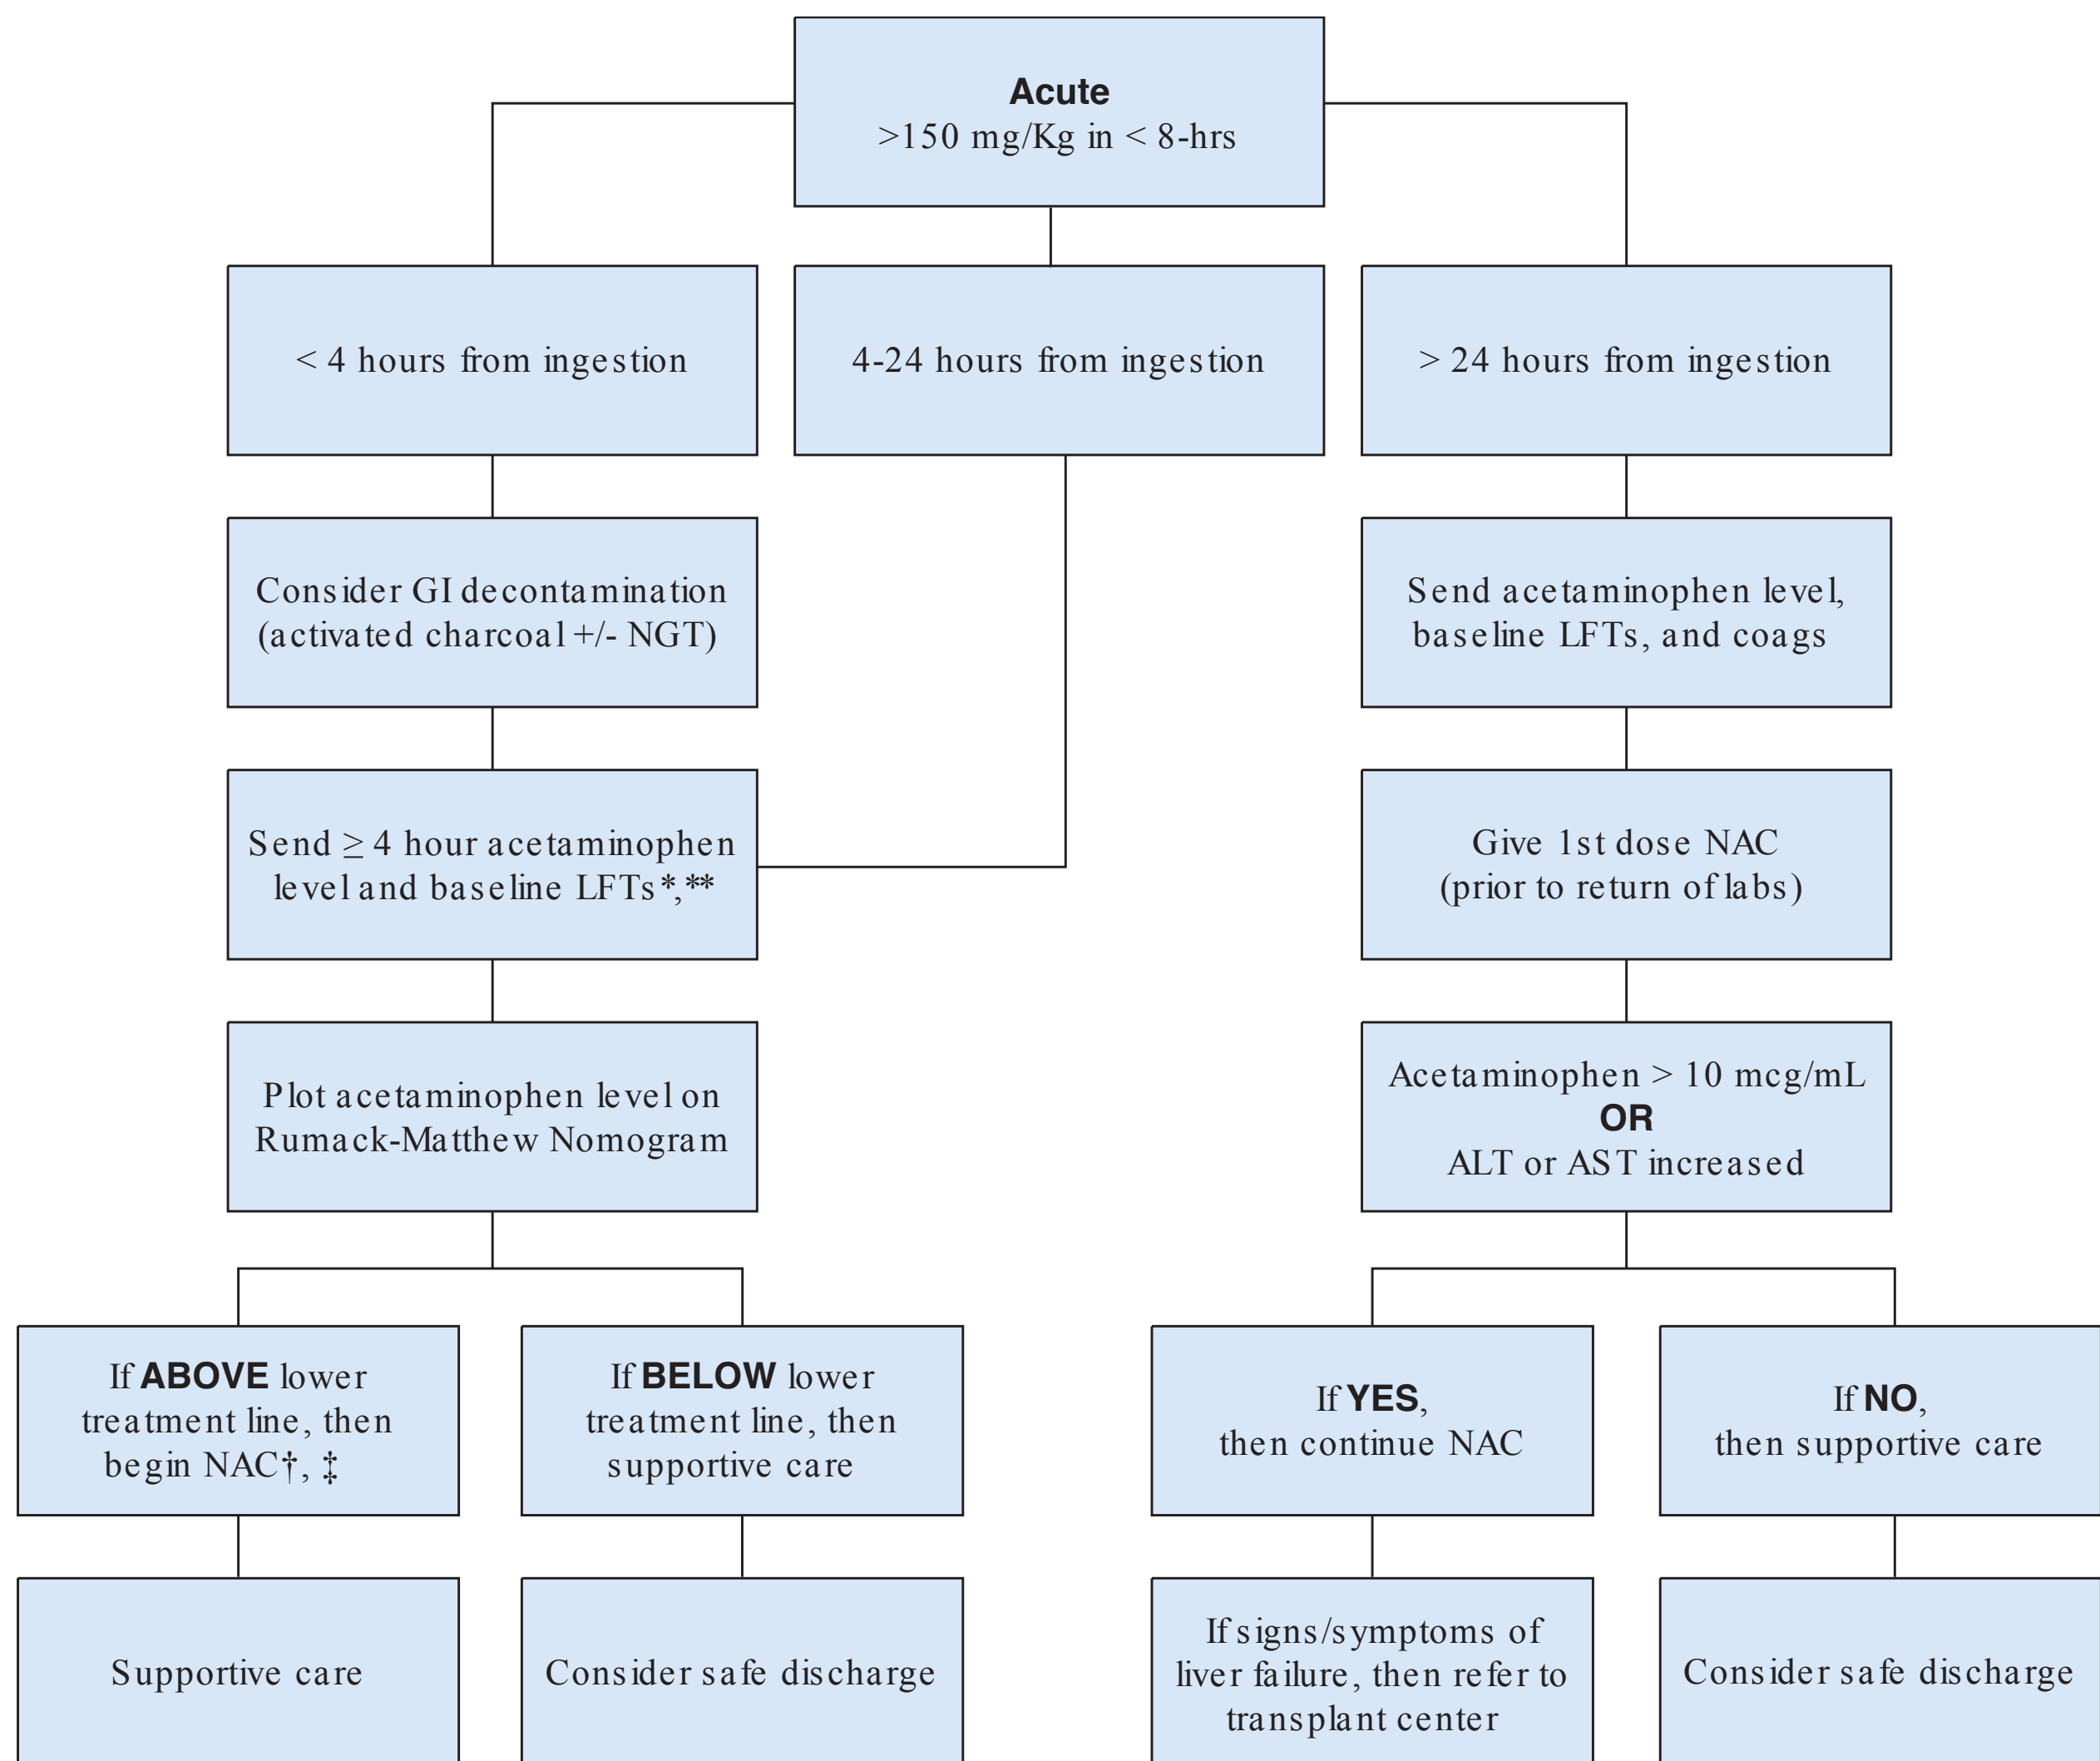 Acute
>150 mg/Kg in < 8-hrs
< 4 hours from ingestion
4-24 hours from ingestion
> 24 hours from ingestion
Consider GI decontamination
(activated charcoal +/- NGT)
Send acetaminophen level,
baseline LFTs, and coags
Send ≥ 4 hour acetaminophen
level and baseline LFTs*,**
Give 1st dose NAC
(prior to return of labs)
Plot acetaminophen level on
Rumack-Matthew Nomogram
Acetaminophen > 10 mcg/mL
OR
ALT or AST increased
If ABOVE lower
treatment line, then
begin NAC†, ‡
If BELOW lower
treatment line, then
supportive care
If YES,
then continue NAC
If NO,
then supportive care
Supportive care
Consider safe discharge
If signs/symptoms of
liver failure, then refer to
transplant center
Consider safe discharge